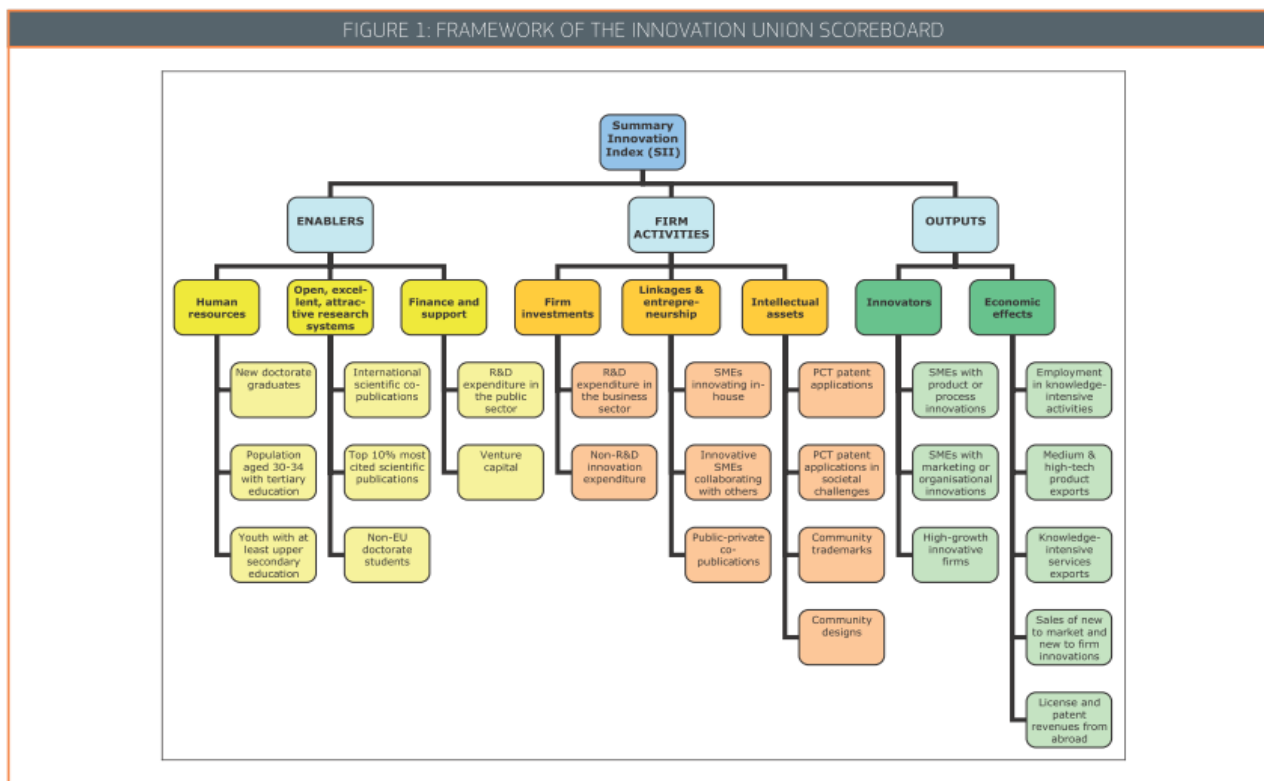 FIGURE 1: FRAMEWORK OF THE INNOVATION UNION SCOREBOARD
Summary
Innovation
Index (SII)
ENABLERS
FIRM
ACTIVITIES
OUTPUTS
Human
resources
Open, excel-
lent, attrac-
tive research
systems
Finance and
support
Firm
investments
Linkages &
entrepre-
neurship
Intellectual
assets
Innovators
Economic
effects
New doctorate
graduates
International
scientific co-
publications
R&D
expenditure in
the public
sector
R&D
expenditure in
the business
sector
SMEs
innovating in-
house
PCT patent
applications
SMEs with
product or
process
innovations
Employment
in knowledge-
intensive
activities
Population
aged 30-34
with tertiary
education
Top 10% most
cited scientific
publications
Venture
capital
Non-R&D
innovation
expenditure
Innovative
SMEs
collaborating
with others
PCT patent
applications in
societal
challenges
SMEs with
marketing or
organisational
innovations
Medium &
high-tech
product
exports
Youth with at
least upper
secondary
education
Non-EU
doctorate
students
Public-private
co-
publications
Community
trademarks
High-growth
innovative
firms
Knowledge-
intensive
services
exports
Community
designs
Sales of new
to market and
new to firm
innovations
License and
patent
revenues from
abroad